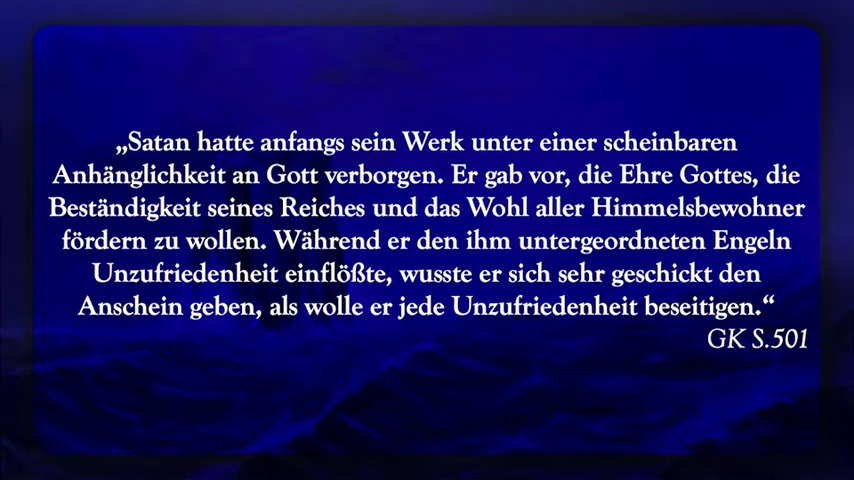 „Satan hatte anfangs sein Werk unter einer scheinbaren
Anhänglichkeit an Gott verborgen. Er gab vor, die Ehre Gottes, die
Beständigkeit seines Reiches und das Wohl aller Himmelsbewohner
fördern zu wollen. Während er den ihm untergeordneten Engeln
Unzufriedenheit einflößte, wusste er sich sehr geschickt den
Anschein geben, als wolle er jede Unzufriedenheit beseitigen.“
GK S.501